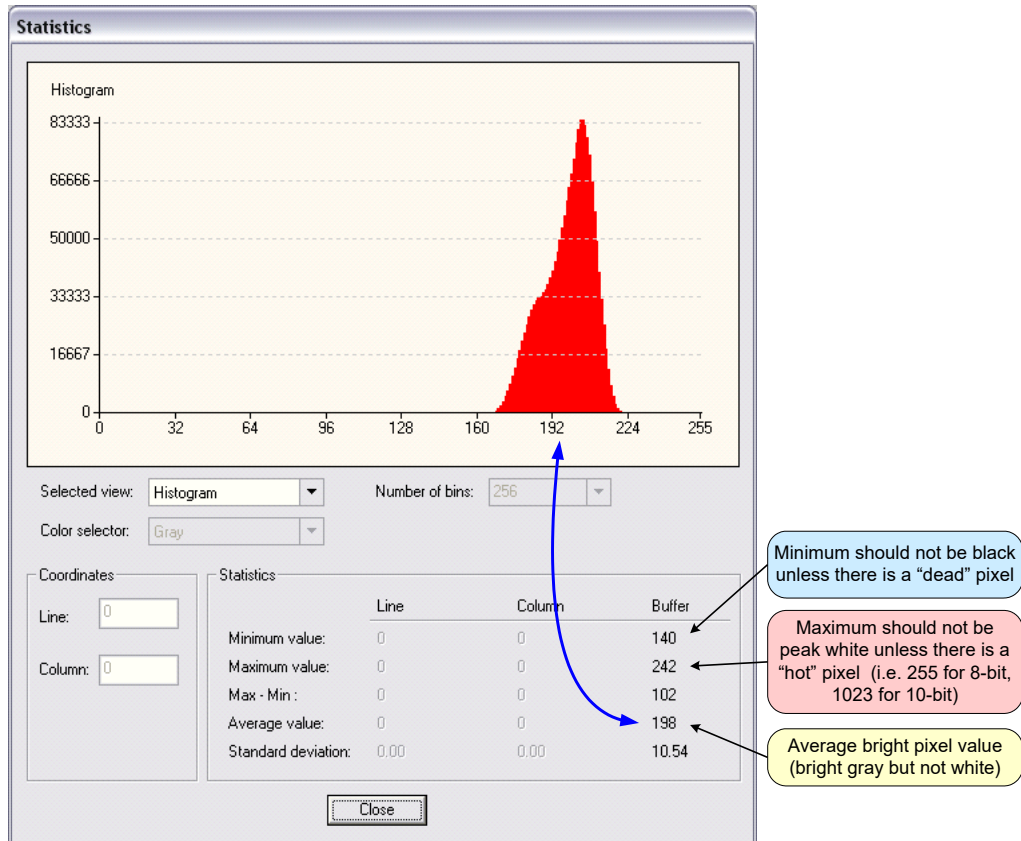 Statistics
Histogram
83333
66666
50000
33333
16667
0
0 32 64 96 128 160 192 224 255
Selected view: Histogram Number of bins: 256
Color selector: Gray
Coordinates
Line: 0
Column: 0
Statistics
Line Column Buffer
Minimum value: 0 0 140
Maximum value: 0 0 242
Max - Min : 0 0 102
Average value: 0 0 198
Standard deviation: 0.00 0.00 10.54
Close
Minimum should not be black
unless there is a “dead” pixel
Maximum should not be
peak white unless there is a
“hot” pixel (i.e. 255 for 8-bit,
1023 for 10-bit)
Average bright pixel value
(bright gray but not white)